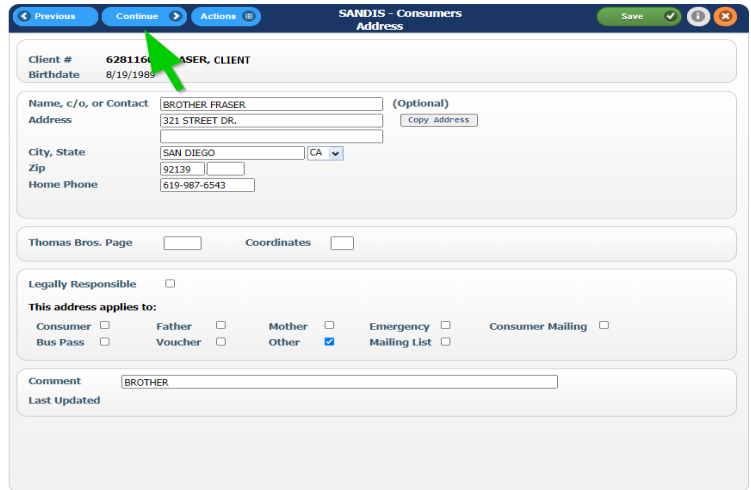 Previous Continue Actions SANDIS - Consumers Save
Address
Client # ASER, CLIENT
Birthdate 8/19/1989
Name, c/o, or Contact BROTHER FRASER (Optional)
Address 321 STREET DR. Copy Address
City, State SAN DIEGO CA
Zip 92139
Home Phone 619-987-6543
Thomas Bros. Page Coordinates
Legally Responsible
This address applies to:
Consumer Father Mother Emergency Consumer Mailing
Bus Pass Voucher Other Mailing List
Comment BROTHER
Last Updated